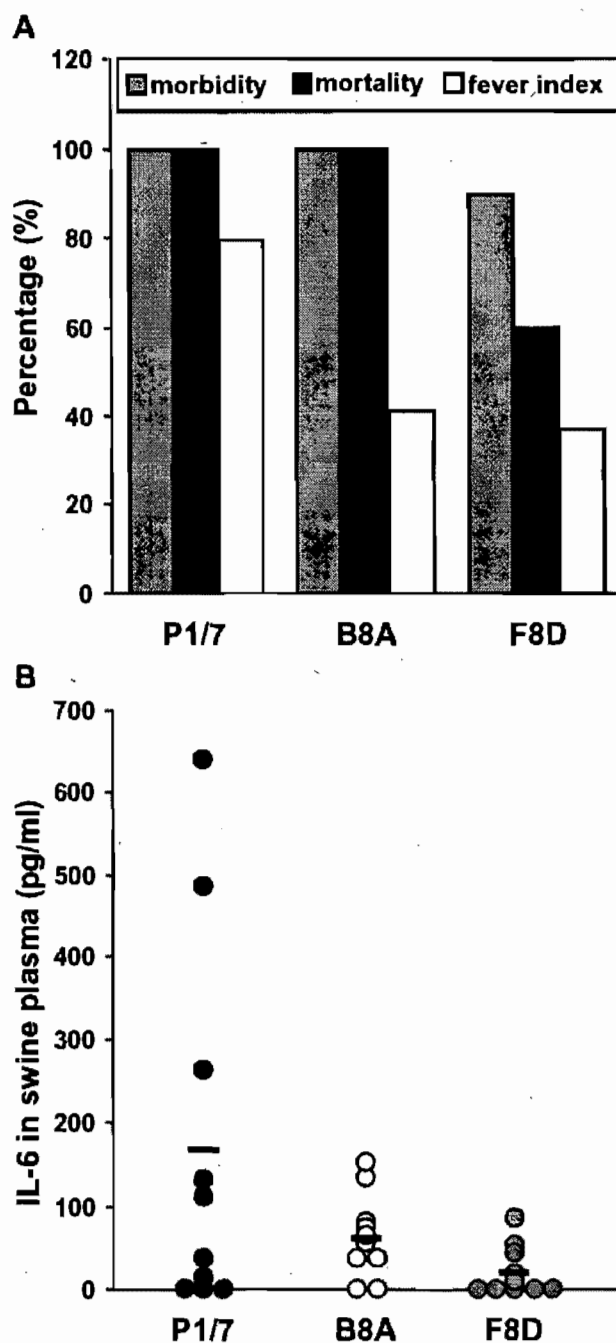 A
120
morbidity mortality fever index
100
80
60
40
20
0
Percentage (%)
P1/7 B8A F8D
B
700
600
500
400
300
200
100
0
IL-6 in swine plasma (pg/ml)
P1/7 B8A F8D